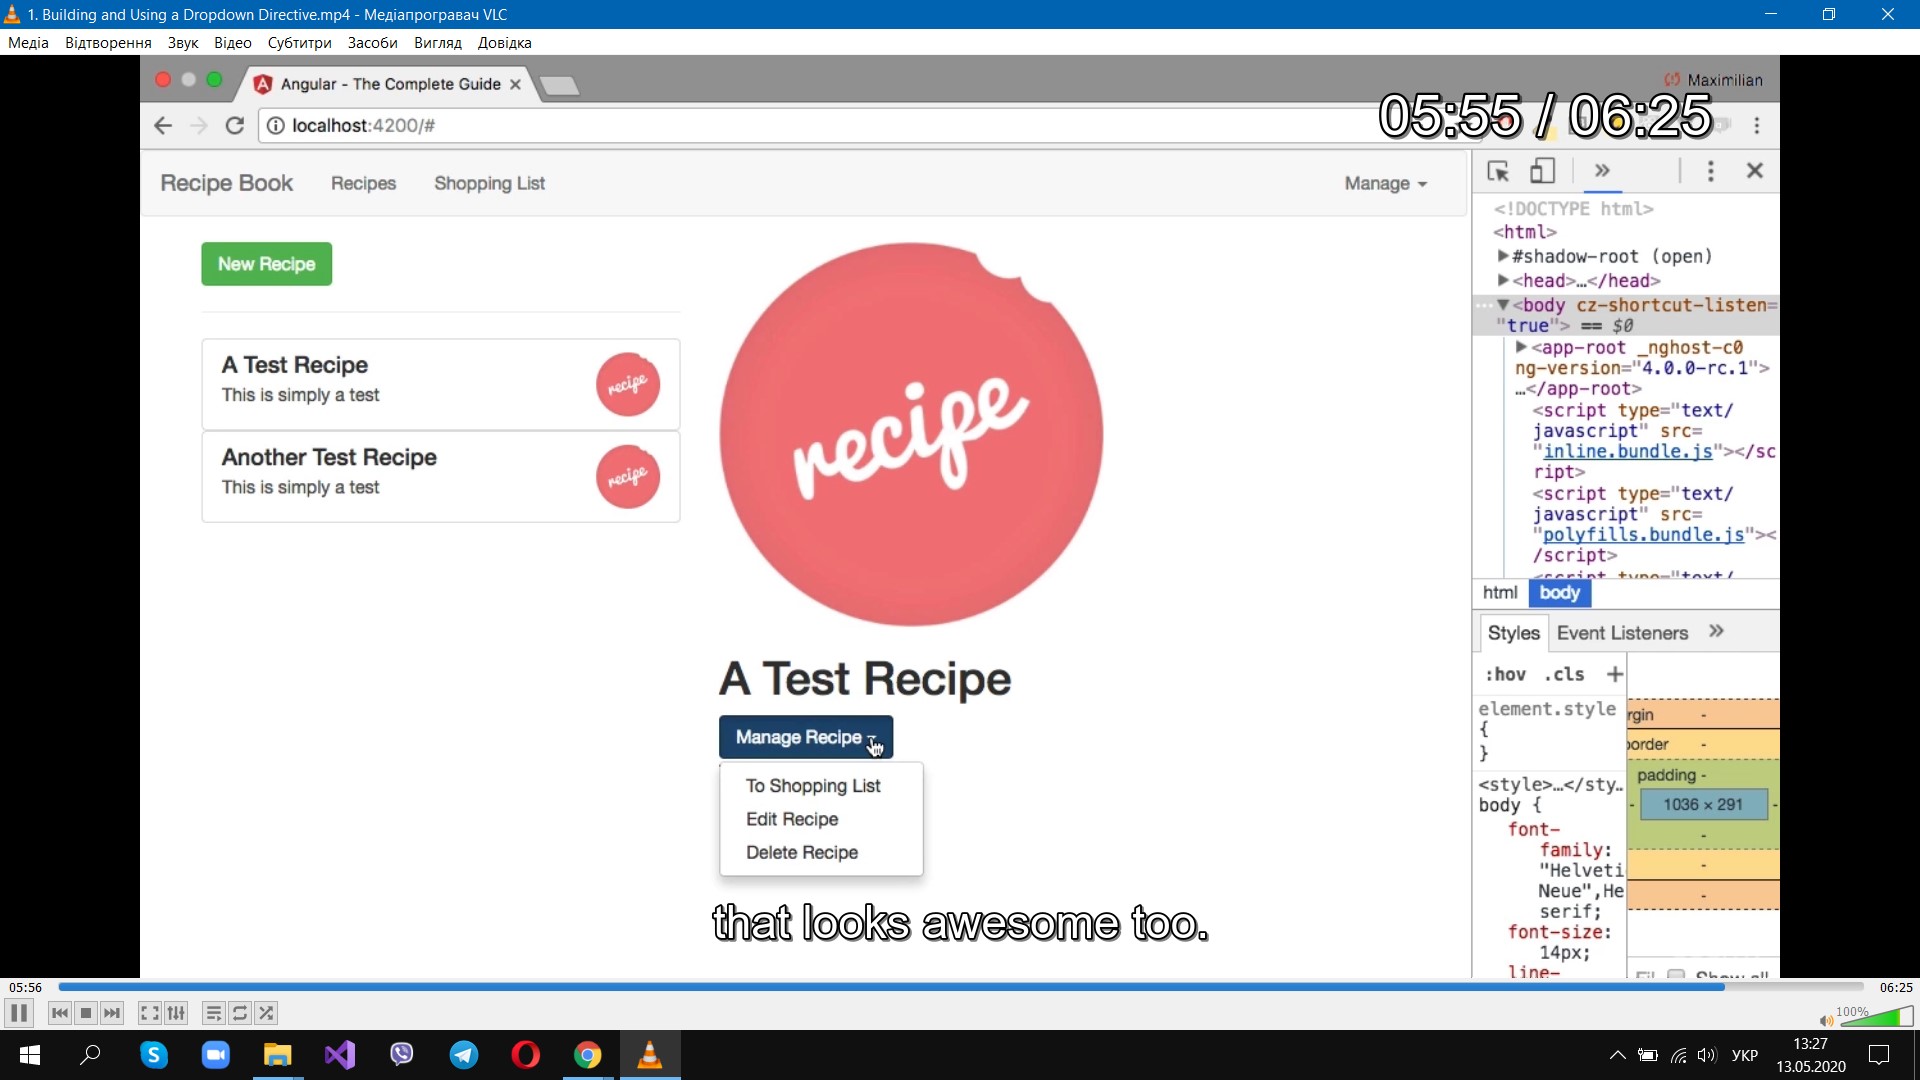 1. Building and Using a Dropdown Directive.mp4 - Медіапрогравач VLC
Медіа Відтворення Звук Відео Субтитри Засоби Вигляд Довідка
Angular - The Complete Guide
Maximilian
05:55 / 06:25
localhost:4200/#
Recipe Book Recipes Shopping List Manage
New Recipe
A Test Recipe
This is simply a test
recipe
Another Test Recipe
This is simply a test
recipe
recipe
A Test Recipe
Manage Recipe
To Shopping List
Edit Recipe
Delete Recipe
that looks awesome too.
<!DOCTYPE html>
<html>
#shadow-root (open)
<head>…</head>
<body cz-shortcut-listen=
"true"> == $0
<app-root _nghost-c0
ng-version="4.0.0-rc.1">
…</app-root>
<script type="text/
javascript" src=
"inline.bundle.js"></sc
ript>
<script type="text/
javascript" src=
"polyfills.bundle.js"><
/script>
<script type="text/
html body
Styles Event Listeners
:hov .cls +
element.style
{
}
<style>…</sty…
body {
font-
family:
"Helveti
Neue",He
serif;
font-size:
14px;
line-
rgin -
border -
padding -
- 1036 × 291 -
-
-
-
Show all
05:56
06:25
100%
УКР
13:27
13.05.2020